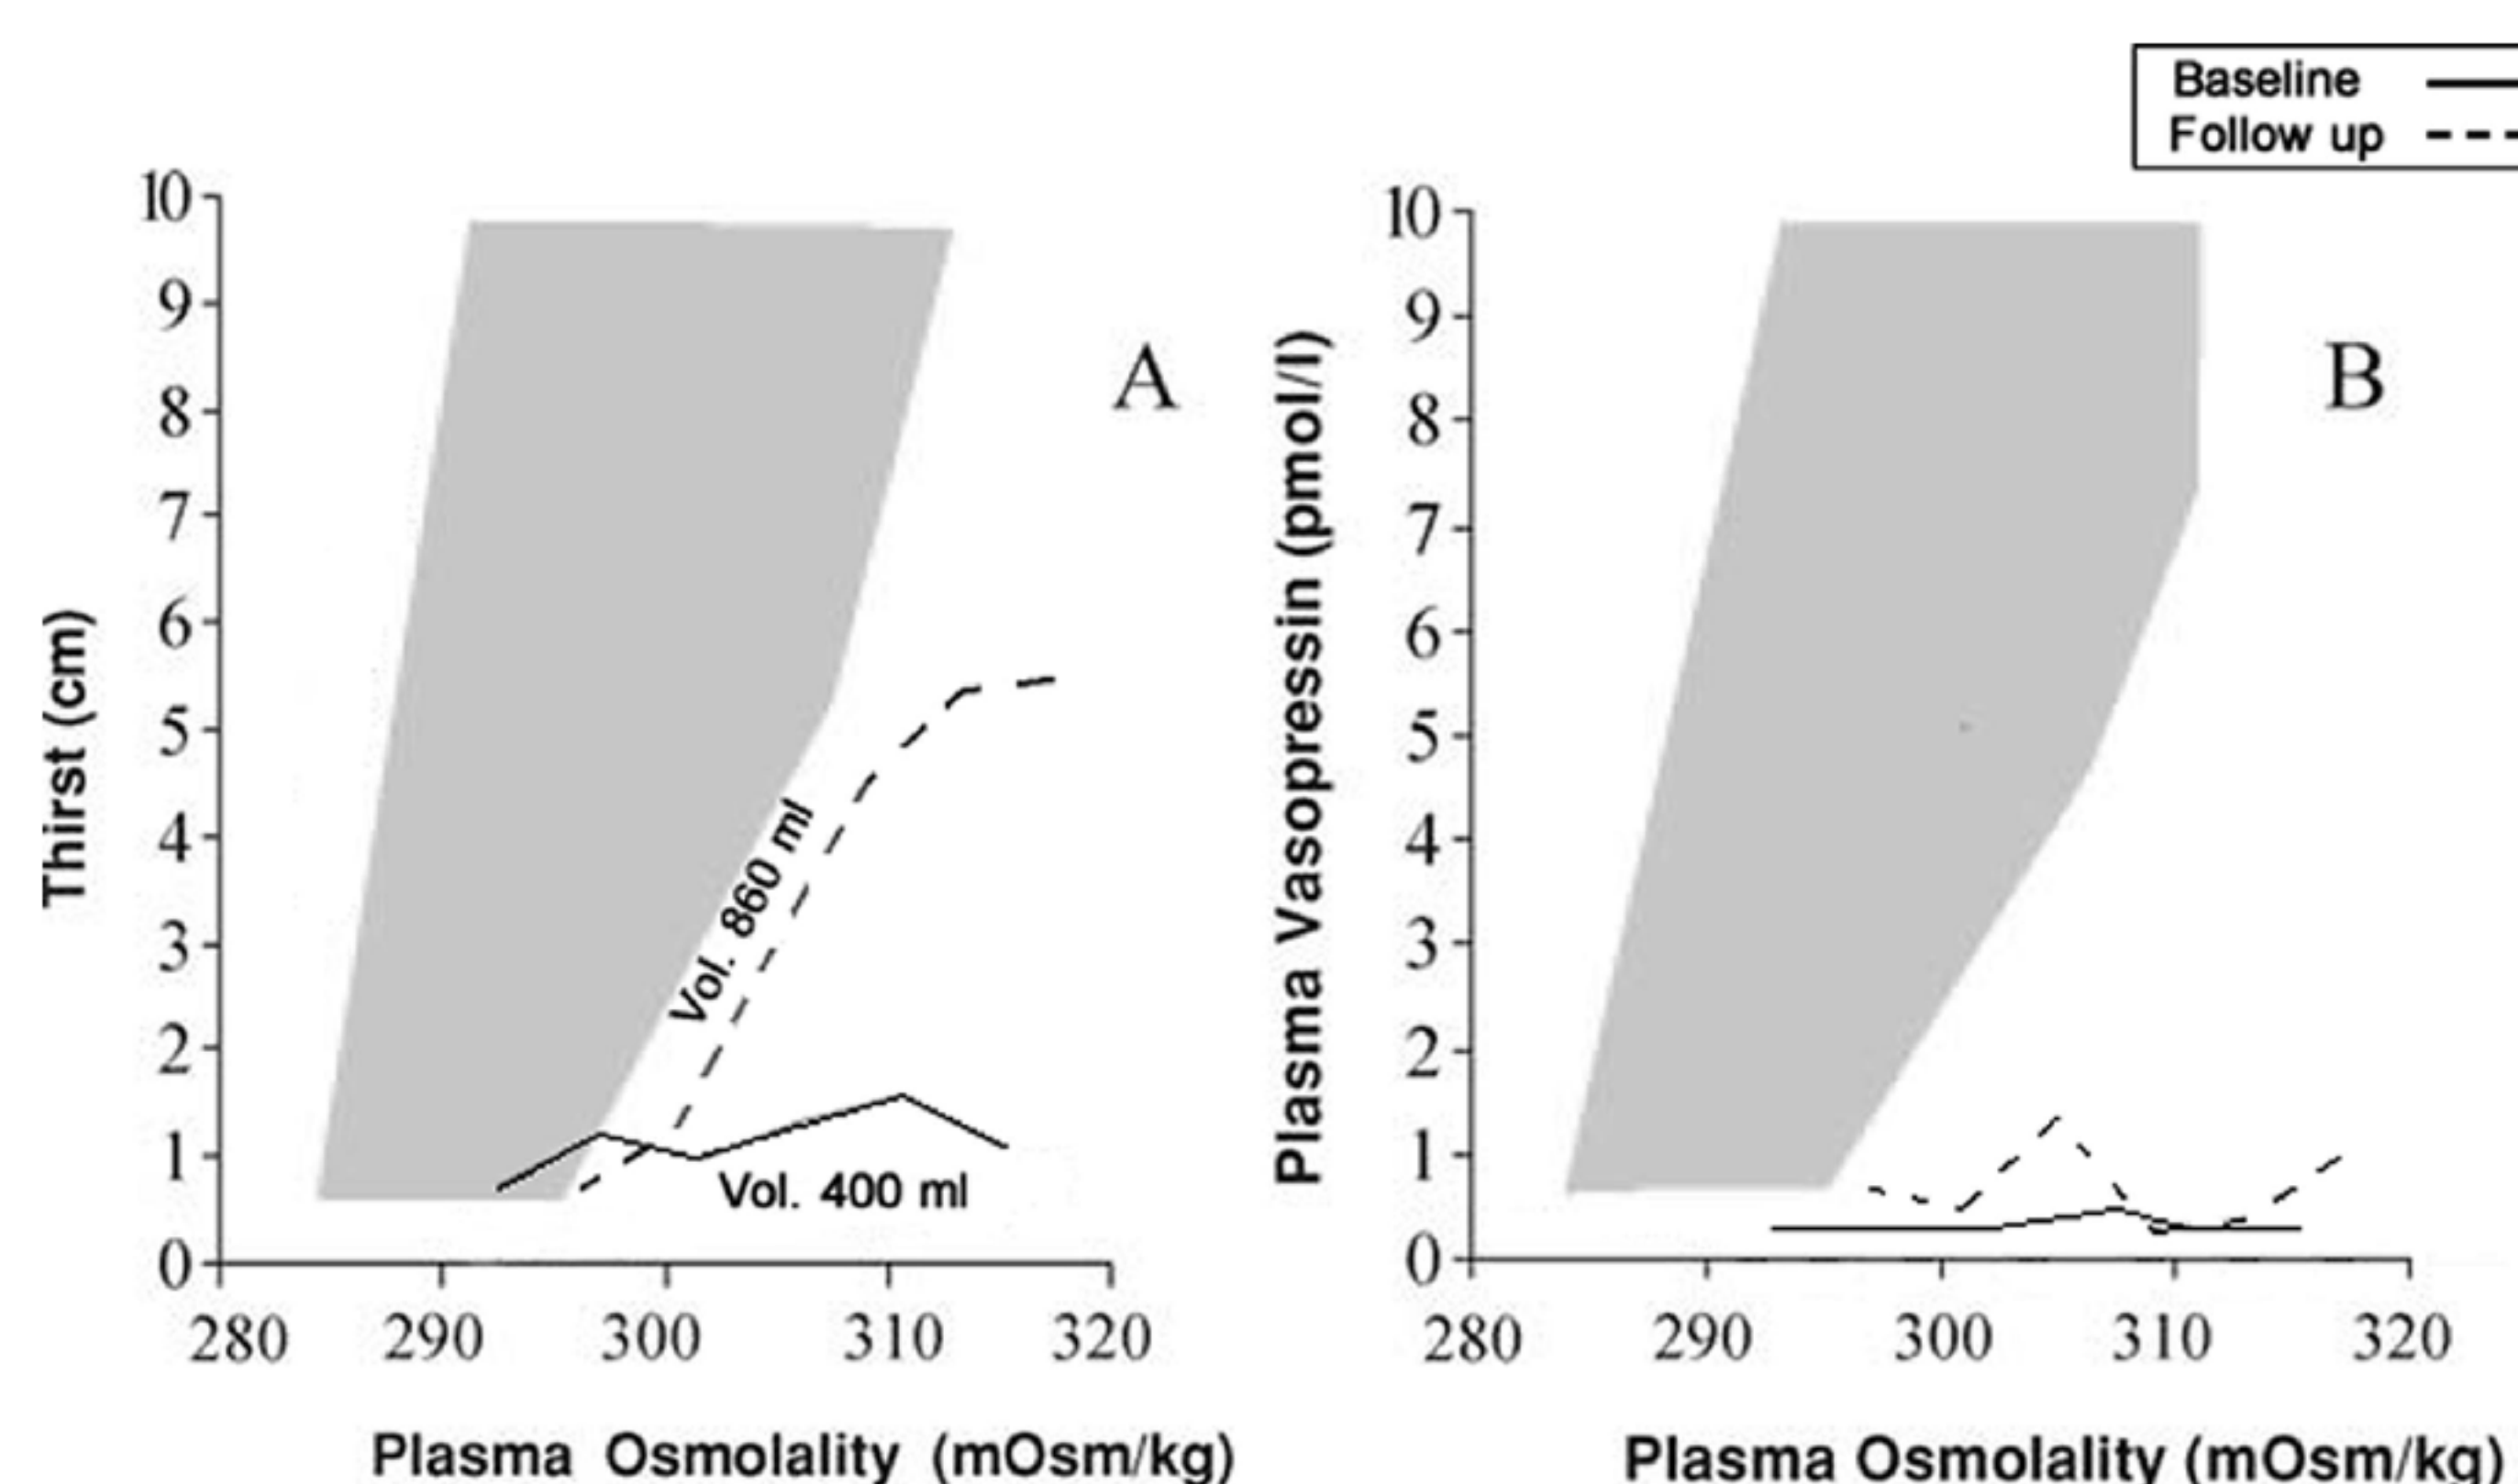 Baseline
Follow up
10
9
8
7
6
5
4
3
2
1
0
Thirst (cm)
A
Vol. 860 ml
Vol. 400 ml
280 290 300 310 320
Plasma Osmolality (mOsm/kg)
10
9
8
7
6
5
4
3
2
1
0
Plasma Vasopressin (pmol/l)
B
280 290 300 310 320
Plasma Osmolality (mOsm/kg)